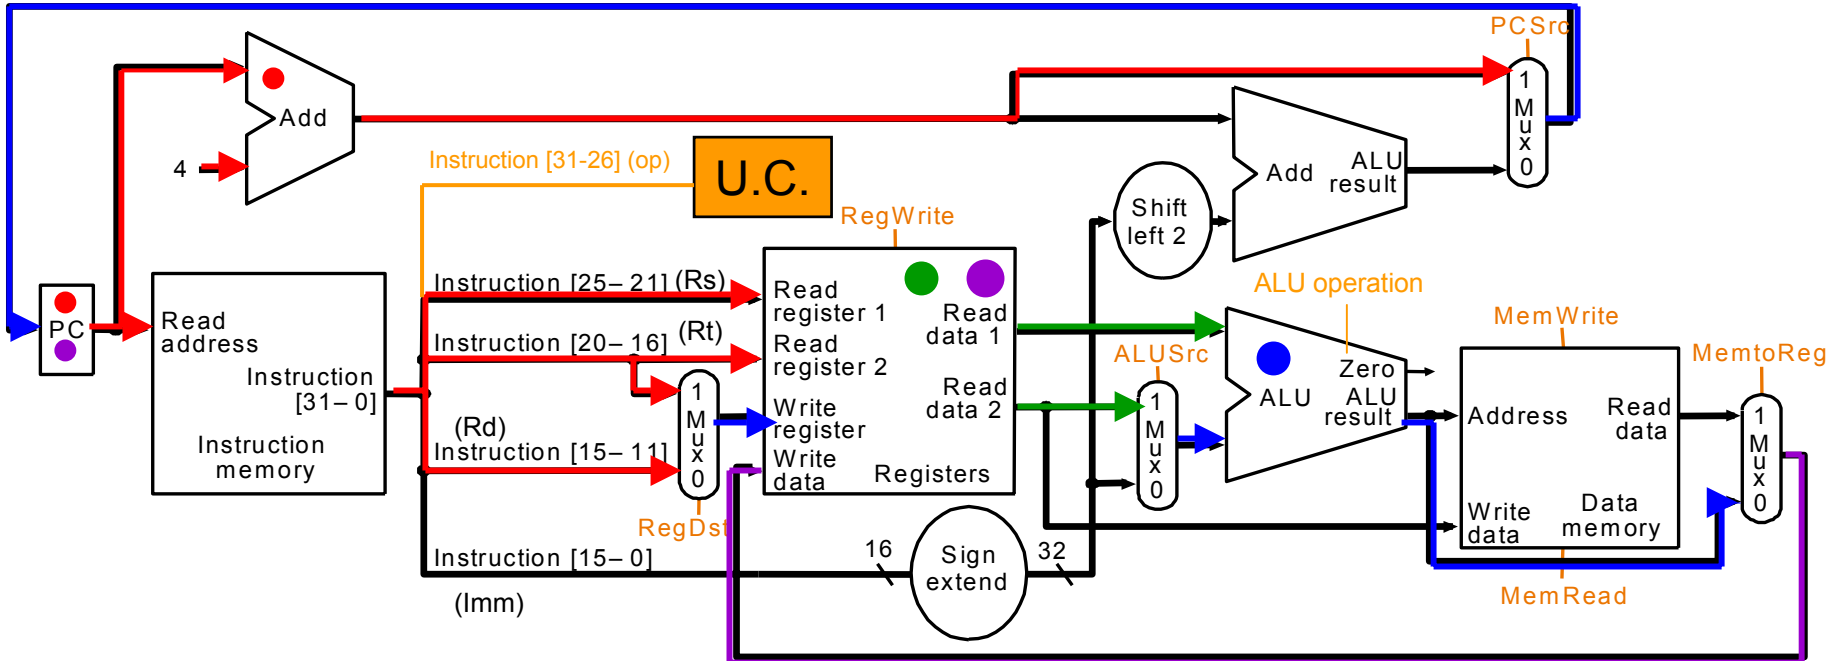 PCSrc
1
M
u
x
0
Add
4
ALU
result
Add
Instruction [31-26] (op)
U.C.
Shift
left 2
RegWrite
Instruction [25– 21] (Rs)
Read
register 1
Read
data 1
ALU operation
PC
Read
address
Instruction [20– 16] (Rt)
Read
register 2
Read
data 2
ALUSrc
Zero
ALU
ALU
result
MemWrite
MemtoReg
Instruction
[31– 0]
1
M
u
x
0
Write
register
1
M
u
x
0
Address
Read
data
1
M
u
x
0
Instruction
memory
(Rd)
Instruction [15– 11]
Write
data
Registers
Write
data
Data
memory
RegDst
Instruction [15– 0]
16
Sign
extend
32
MemRead
(Imm)